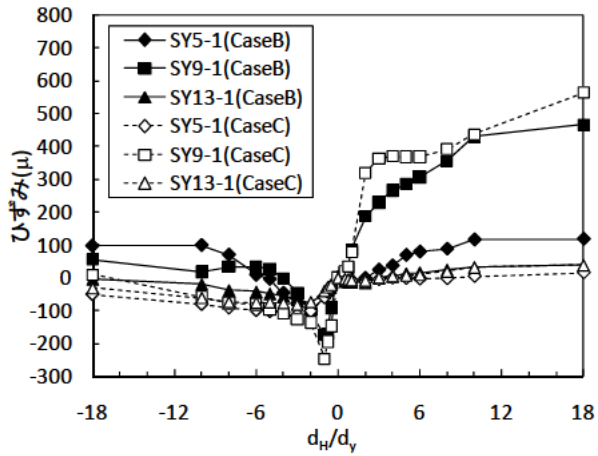 800
700
600
500
400
300
200
100
0
-100
-200
-300
ひずみ(μ)
SY5-1(CaseB)
SY9-1(CaseB)
SY13-1(CaseB)
SY5-1(CaseC)
SY9-1(CaseC)
SY13-1(CaseC)
-18 -12 -6 0 6 12 18
dH/dy